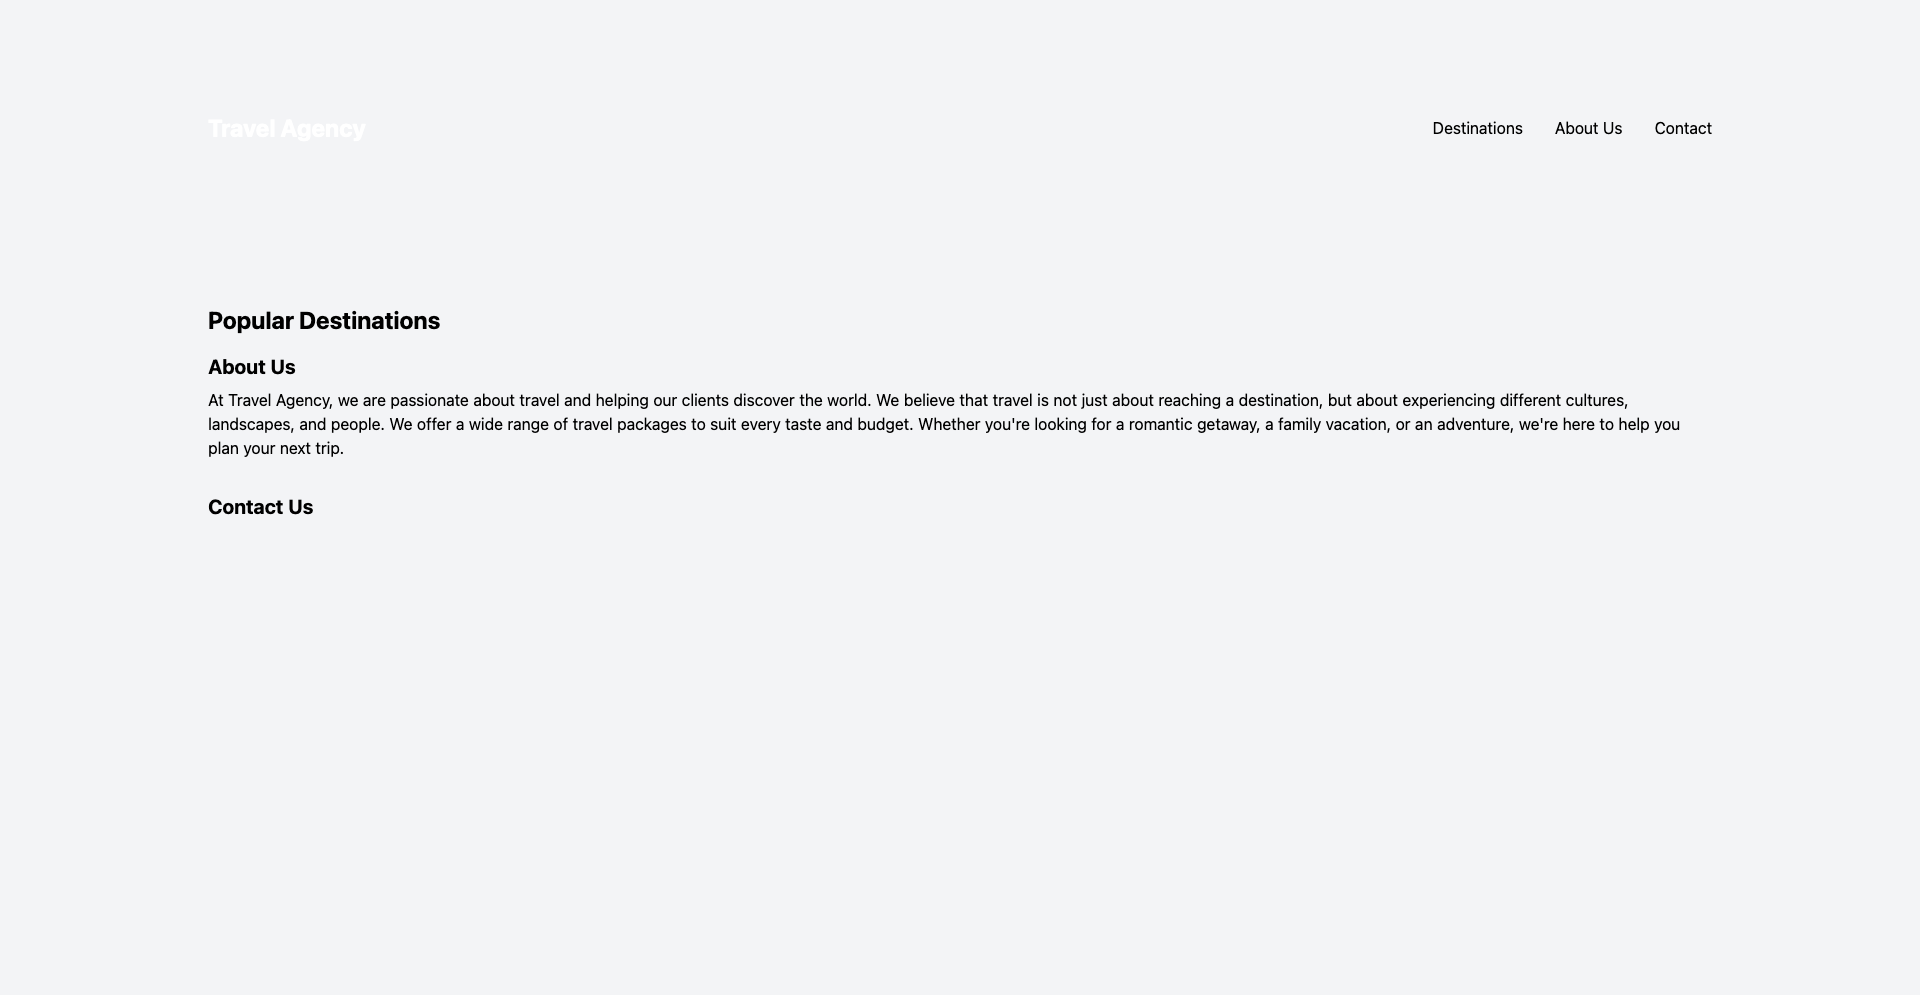 Travel Agency
Destinations
About Us
Contact
Popular Destinations
About Us
At Travel Agency, we are passionate about travel and helping our clients discover the world. We believe that travel is not just about reaching a destination, but about experiencing different cultures,
landscapes, and people. We offer a wide range of travel packages to suit every taste and budget. Whether you're looking for a romantic getaway, a family vacation, or an adventure, we're here to help you
plan your next trip.
Contact Us